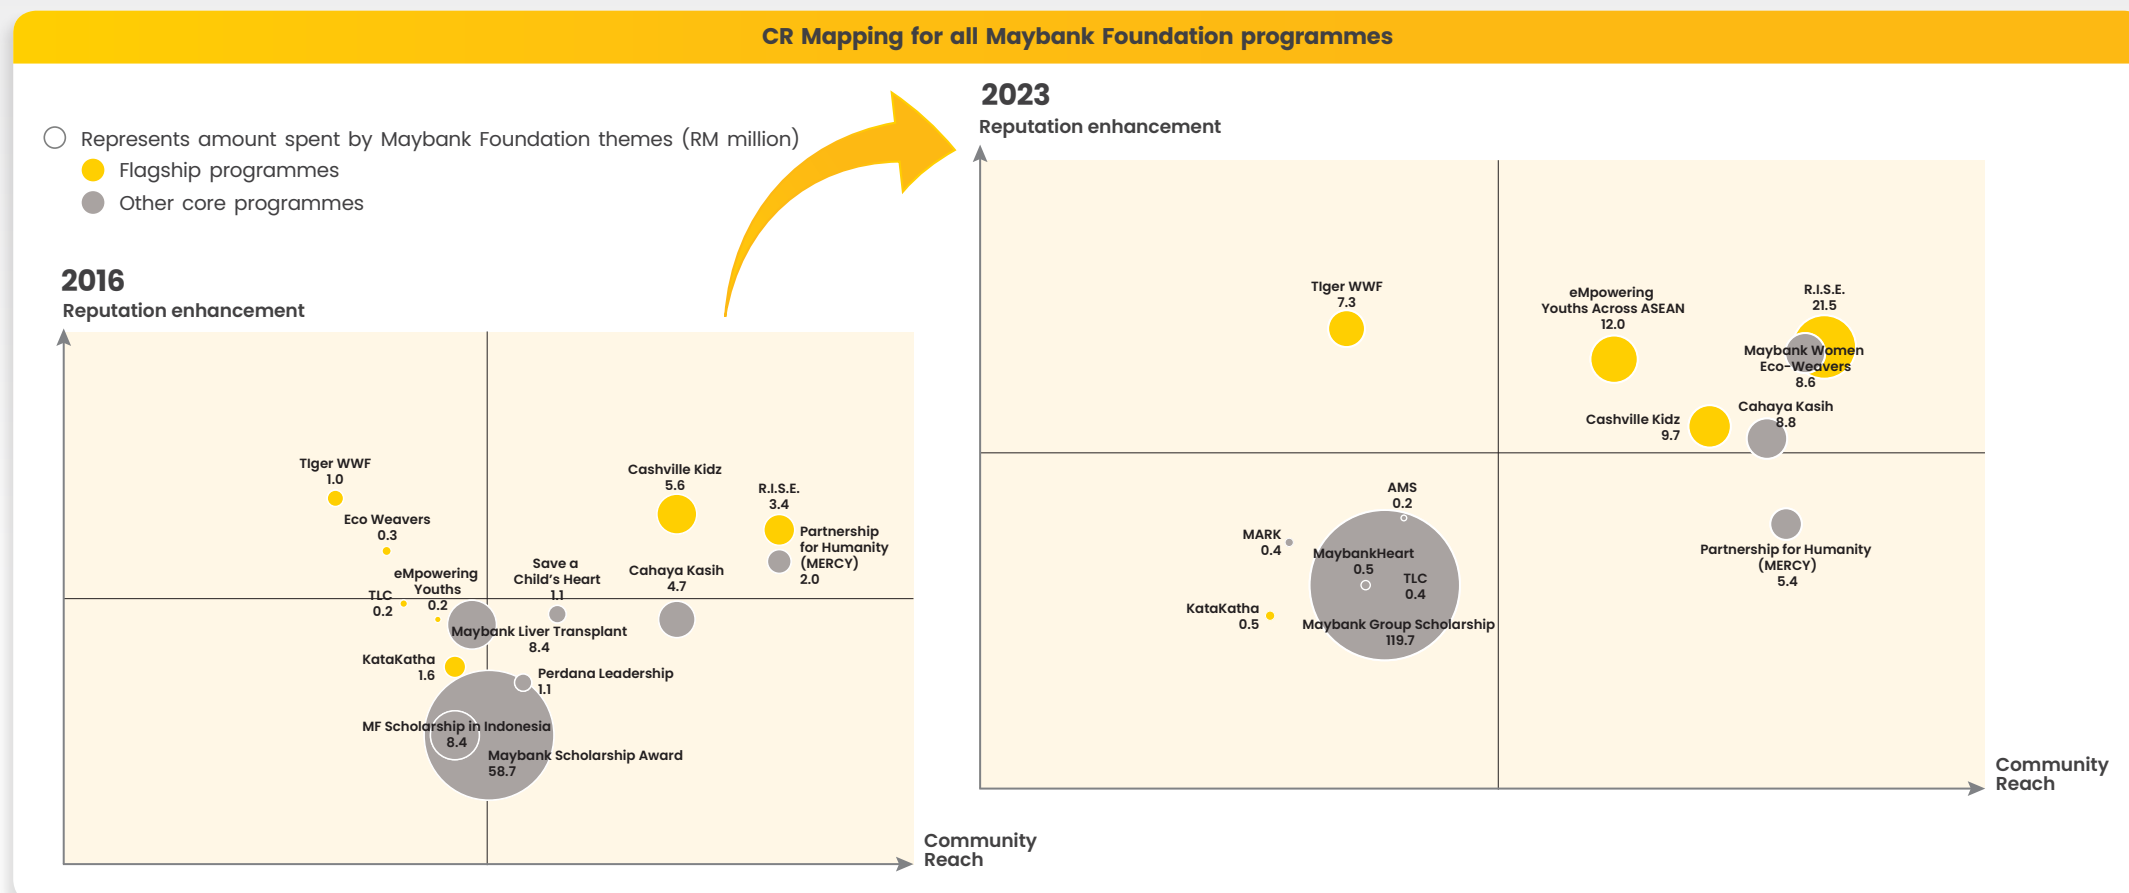 CR Mapping for all Maybank Foundation programmes
Represents amount spent by Maybank Foundation themes (RM million)
Flagship programmes
Other core programmes
2016
Reputation enhancement
TIger WWF
1.0
Eco Weavers
0.3
eMpowering
Youths
0.2
TLC
0.2
Save a
Child's Heart
1.1
Cashville Kidz
5.6
R.I.S.E.
3.4
Partnership
for Humanity
(MERCY)
2.0
Cahaya Kasih
4.7
Maybank Liver Transplant
8.4
KataKatha
1.6
Perdana Leadership
1.1
MF Scholarship in Indonesia
8.4
Maybank Scholarship Award
58.7
Community
Reach
2023
Reputation enhancement
TIger WWF
7.3
eMpowering
Youths Across ASEAN
12.0
R.I.S.E.
21.5
Maybank Women
Eco-Weavers
8.6
Cashville Kidz
9.7
Cahaya Kasih
8.8
AMS
0.2
MARK
0.4
MaybankHeart
0.5
TLC
0.4
KataKatha
0.5
Maybank Group Scholarship
119.7
Partnership for Humanity
(MERCY)
5.4
Community
Reach